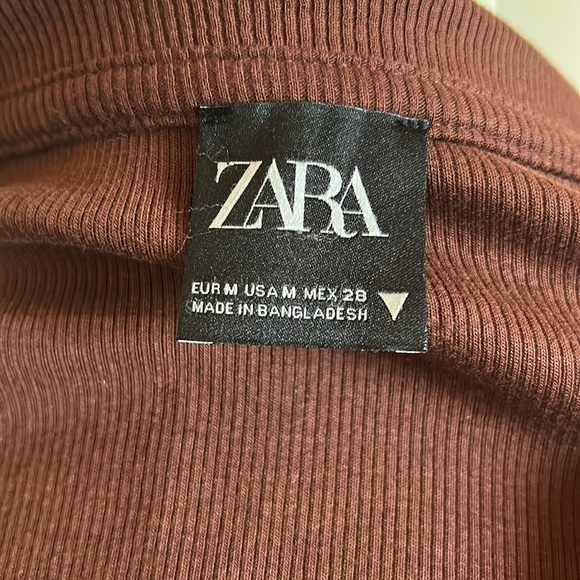 ZARA
EUR M USA M MEX 28
MADE IN BANGLADESH